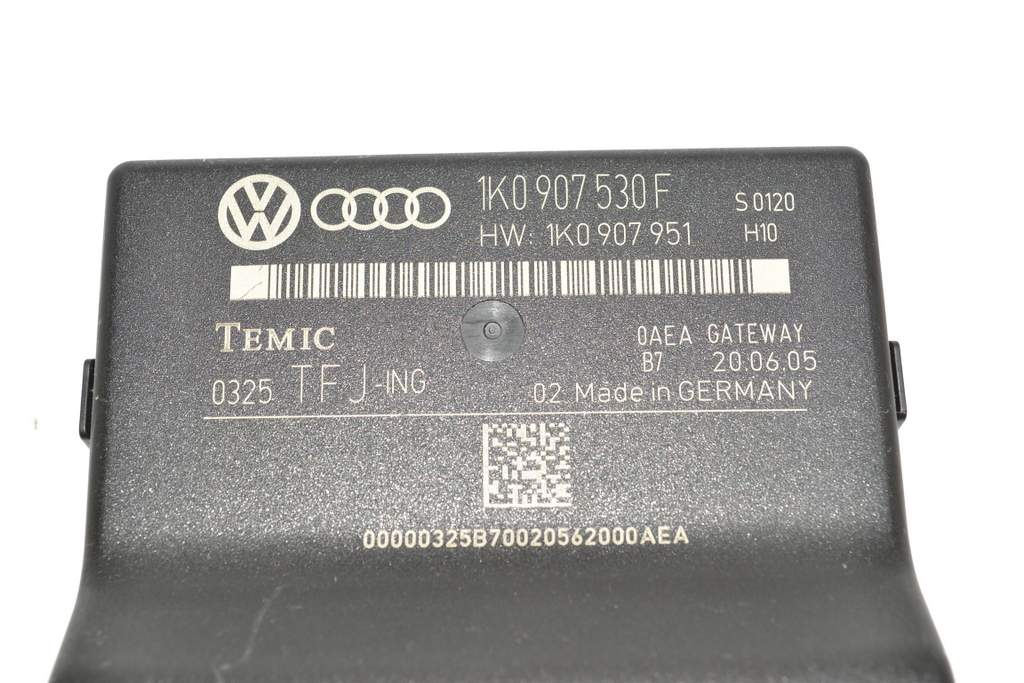 1K0 907 530 F
S 0120
HW: 1K0 907 951
H10
TEMIC
0AEA GATEWAY
B7 20.06.05
0325 TFJ-ING
02 Made in GERMANY
00000325B70020562000AEA